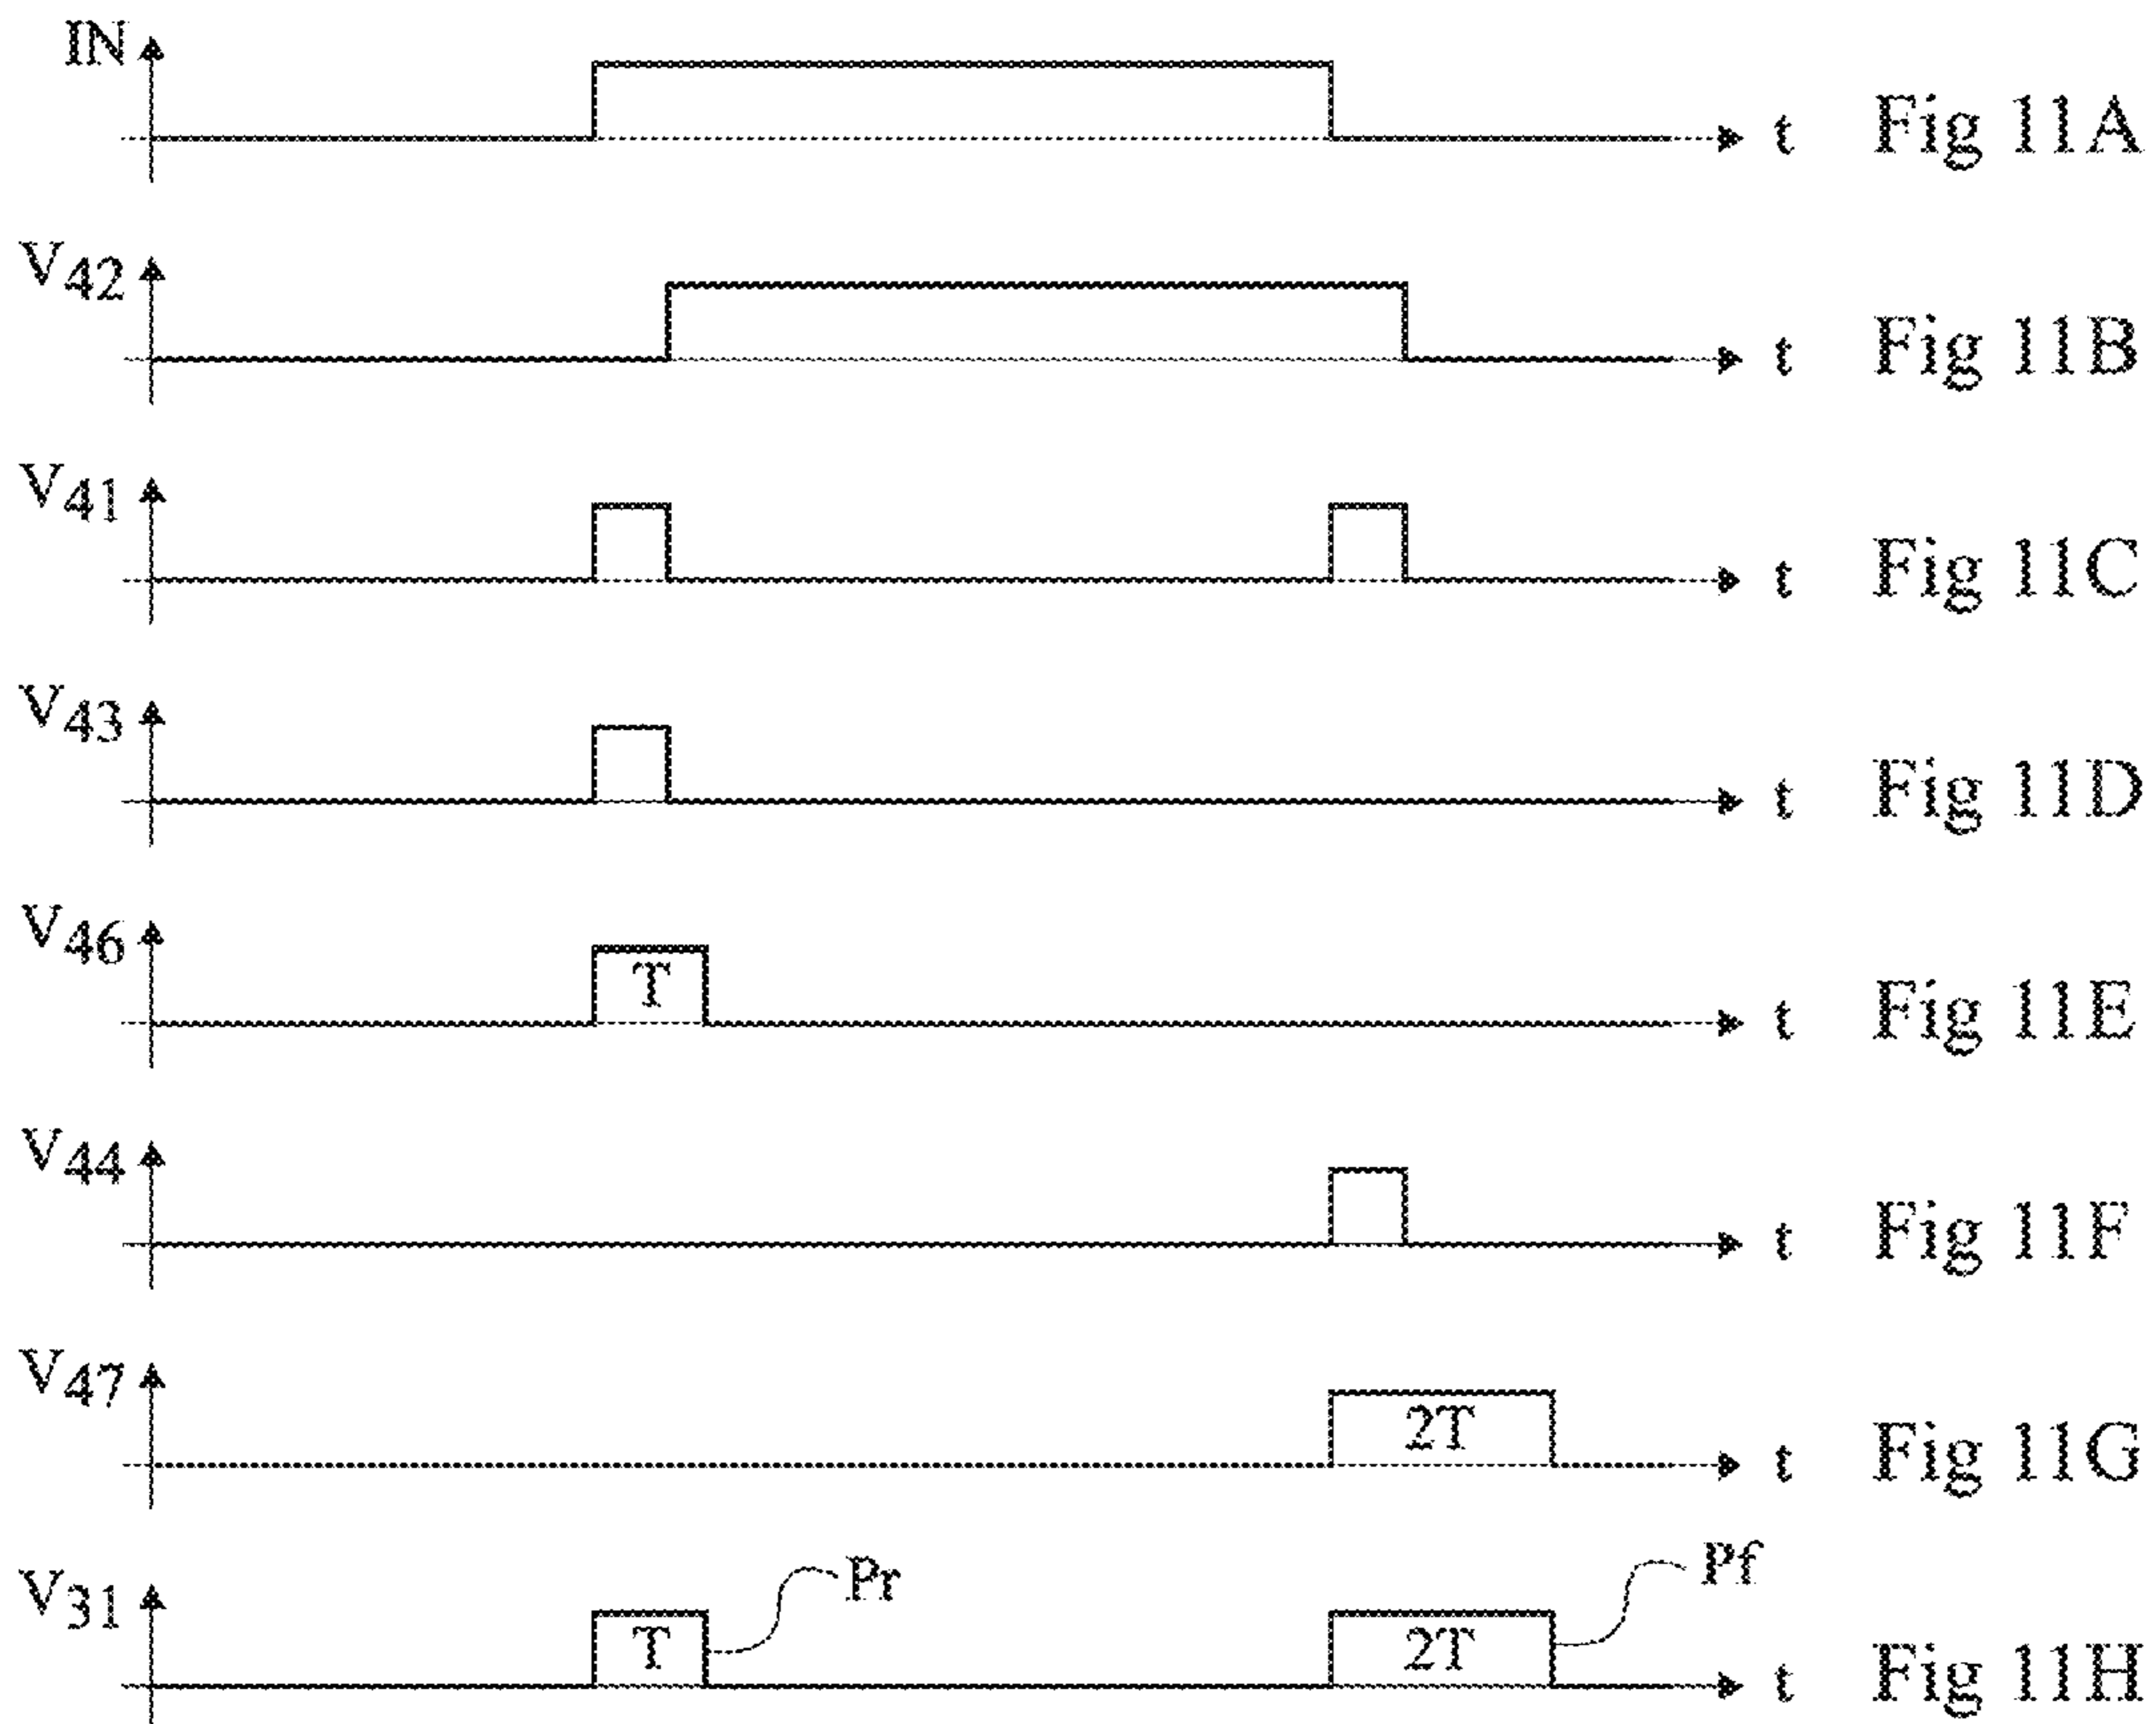 IN t Fig 11A
V42 t Fig 11B
V41 t Fig 11C
V43 t Fig 11D
V46 T t Fig 11E
V44 t Fig 11F
V47 2T t Fig 11G
V31 T Pr 2T Pf t Fig 11H